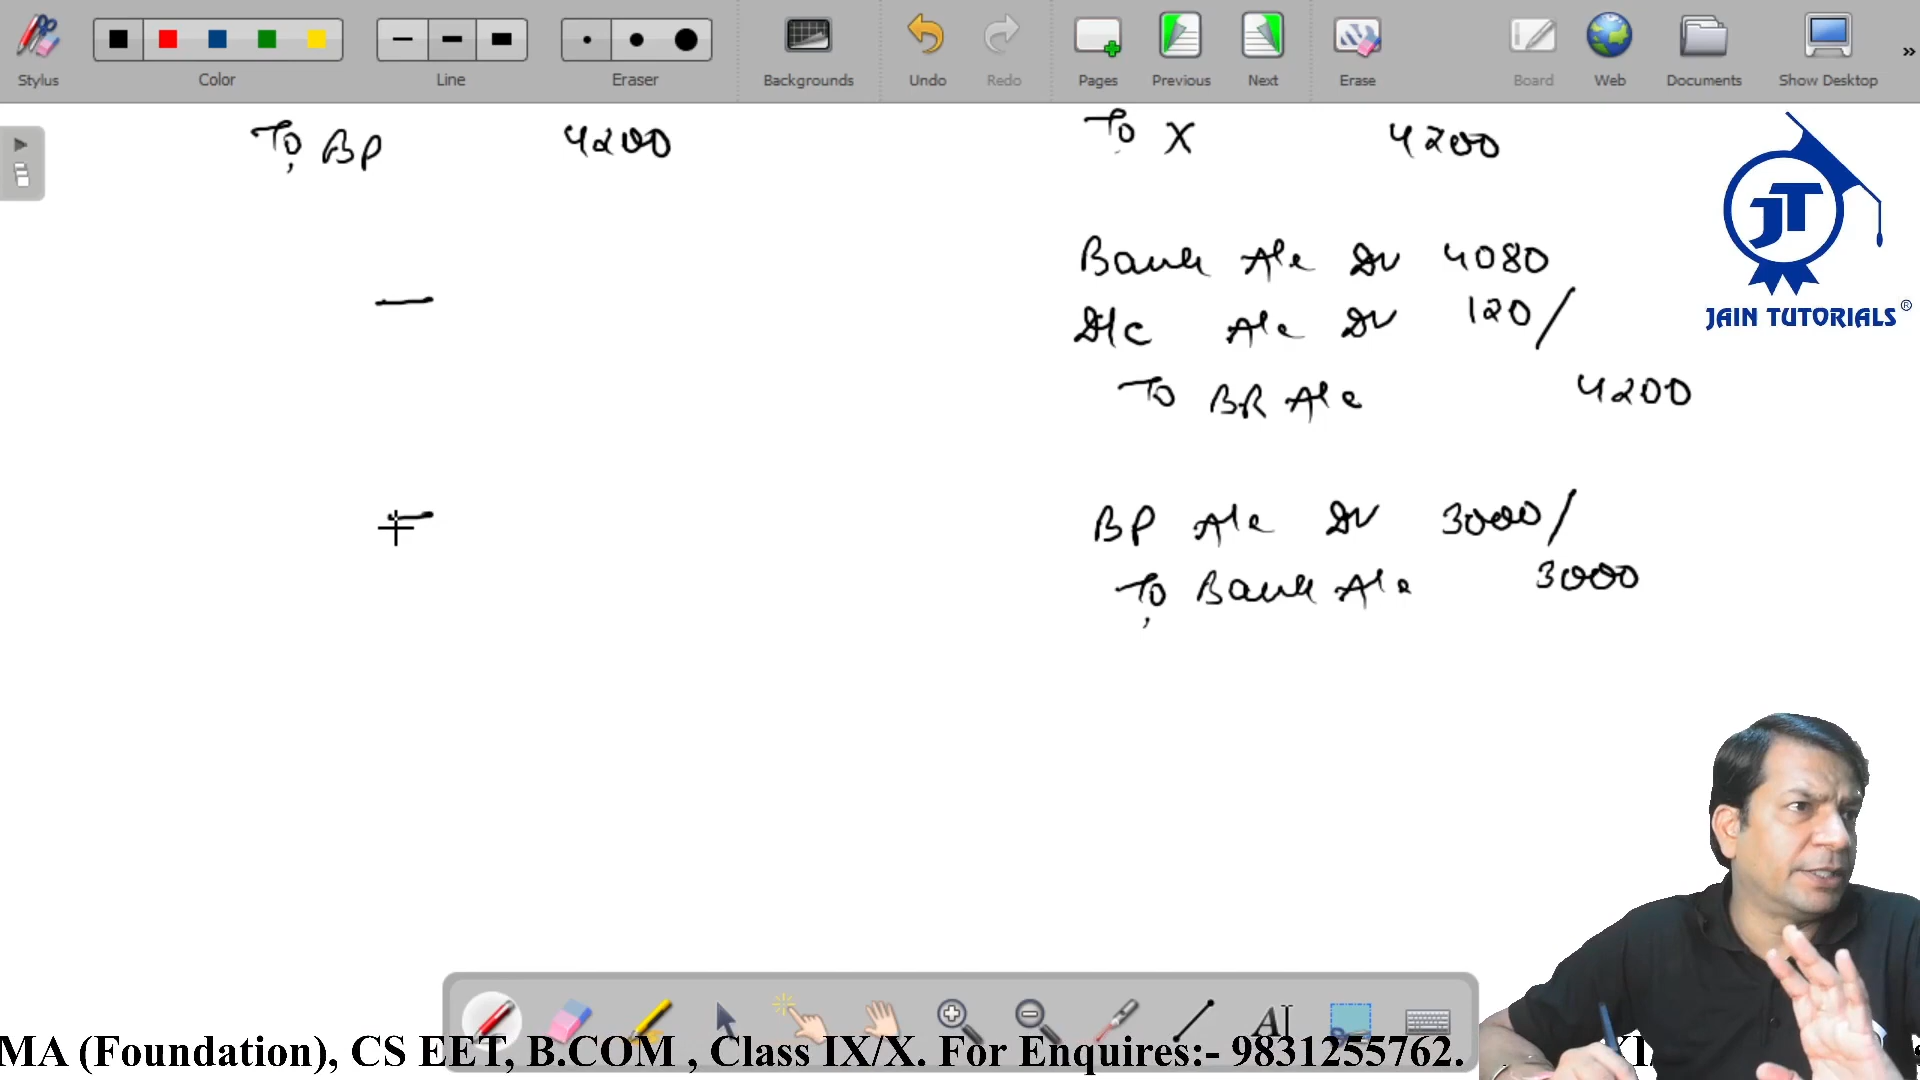 Stylus Color Line Eraser Backgrounds Undo Redo Pages Previous Next Erase Board Web Documents Show Desktop »
To BP 4200
To X 4200
JT
JAIN TUTORIALS®
Bank A/c Dr 4080
D/c A/c Dr 120/
To BR A/c 4200
BP A/c Dr 3000/
To Bank A/c 3000
MA (Foundation), CS EET, B.COM , Class IX/X. For Enquires:- 9831255762.